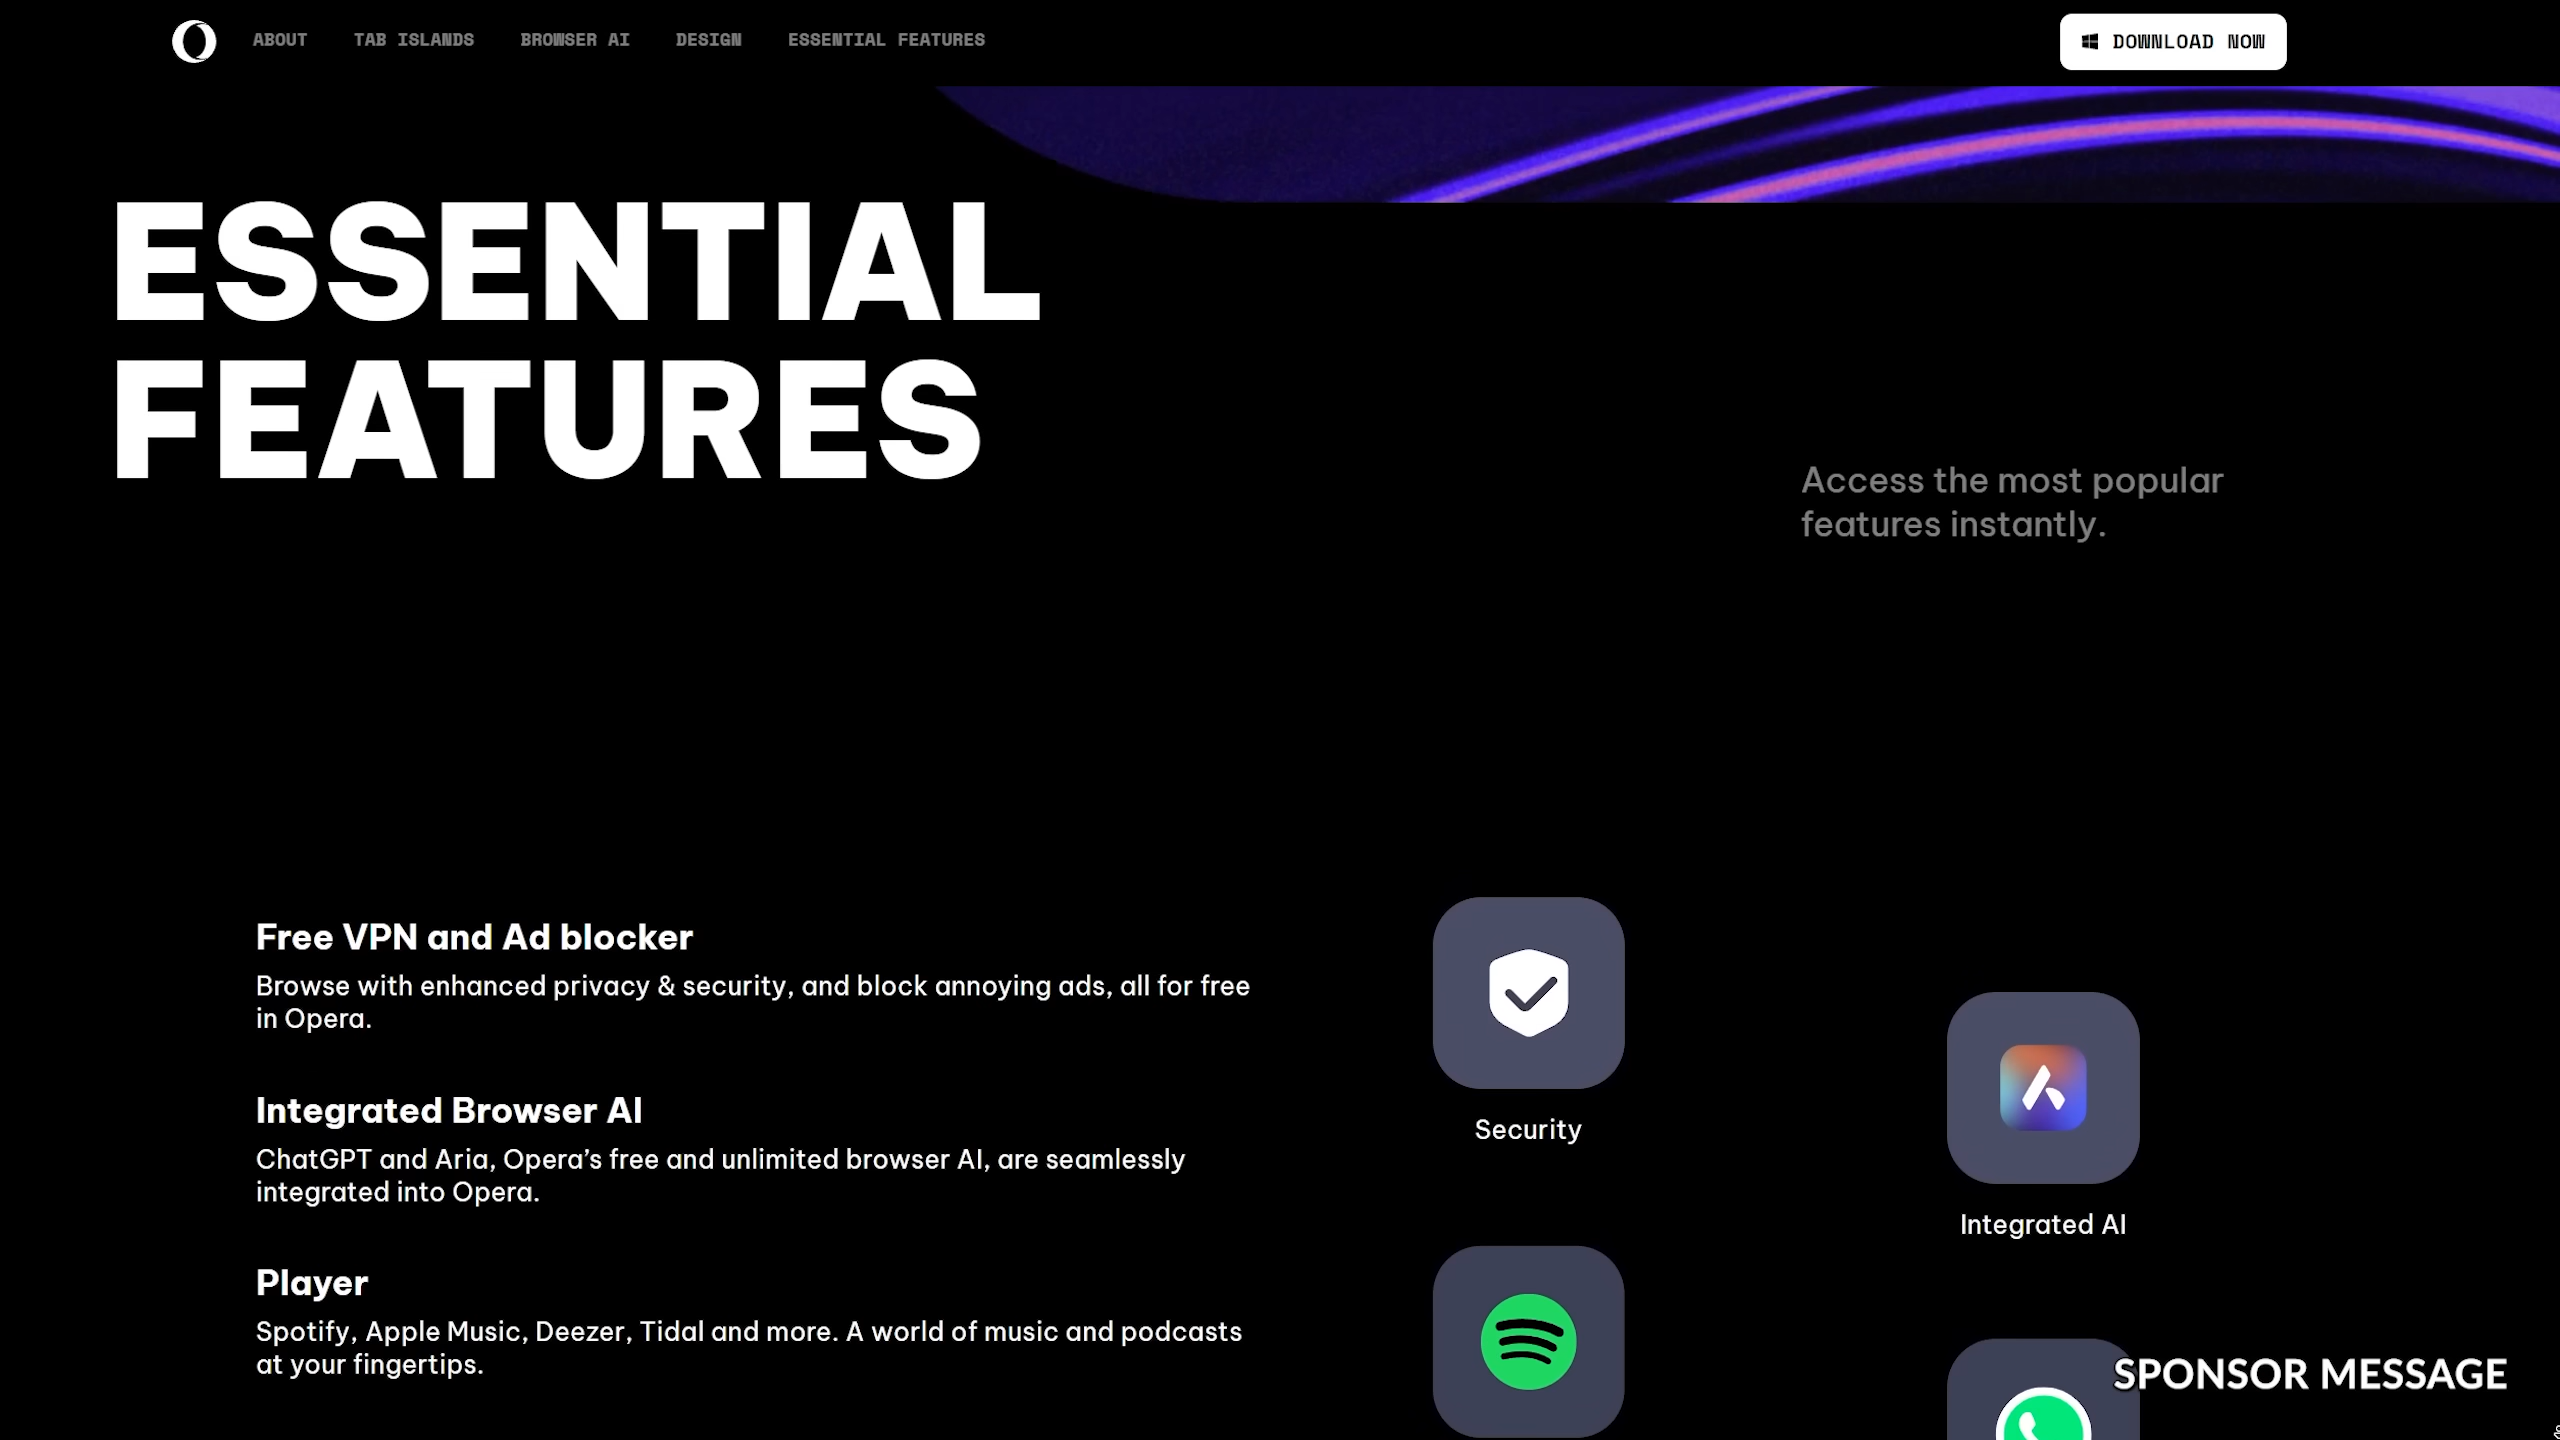 ABOUT
TAB ISLANDS
BROWSER AI
DESIGN
ESSENTIAL FEATURES
DOWNLOAD NOW
ESSENTIAL
FEATURES
Access the most popular
features instantly.
Free VPN and Ad blocker
Browse with enhanced privacy & security, and block annoying ads, all for free
in Opera.
Integrated Browser AI
ChatGPT and Aria, Opera’s free and unlimited browser AI, are seamlessly
integrated into Opera.
Player
Spotify, Apple Music, Deezer, Tidal and more. A world of music and podcasts
at your fingertips.
Security
Integrated AI
SPONSOR MESSAGE